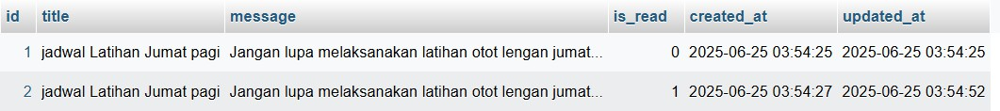 id title message is_read created_at updated_at
1 jadwal Latihan Jumat pagi Jangan lupa melaksanakan latihan otot lengan jumat... 0 2025-06-25 03:54:25 2025-06-25 03:54:25
2 jadwal Latihan Jumat pagi Jangan lupa melaksanakan latihan otot lengan jumat... 1 2025-06-25 03:54:27 2025-06-25 03:54:52